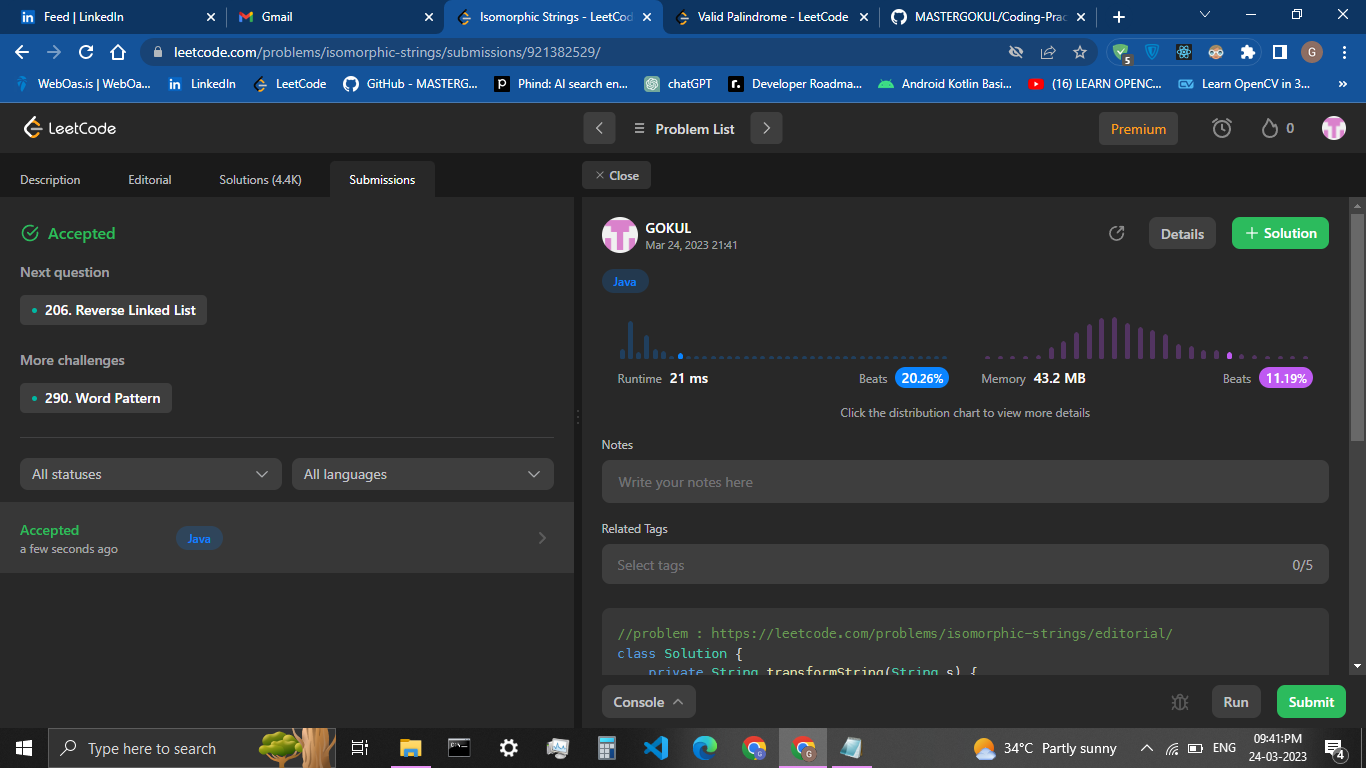 Feed | LinkedIn
Gmail
Isomorphic Strings - LeetCod
Valid Palindrome - LeetCode
MASTERGOKUL/Coding-Prac
leetcode.com/problems/isomorphic-strings/submissions/921382529/
5
G
WebOas.is | WebOa...
LinkedIn
LeetCode
GitHub - MASTERG...
Phind: AI search en...
chatGPT
Developer Roadma...
Android Kotlin Basi...
(16) LEARN OPENC...
Learn OpenCV in 3...
»
LeetCode
Problem List
Premium
0
Description
Editorial
Solutions (4.4K)
Submissions
Close
Accepted
Next question
206. Reverse Linked List
More challenges
290. Word Pattern
All statuses
All languages
Accepted
a few seconds ago
Java
GOKUL
Mar 24, 2023 21:41
Details
Solution
Java
Runtime 21 ms
Beats 20.26%
Memory 43.2 MB
Beats 11.19%
Click the distribution chart to view more details
Notes
Write your notes here
Related Tags
Select tags
0/5
//problem : https://leetcode.com/problems/isomorphic-strings/editorial/
class Solution {
private String transformString(String s) {
Console
Run
Submit
Type here to search
34°C Partly sunny
ENG
09:41:PM
24-03-2023
4